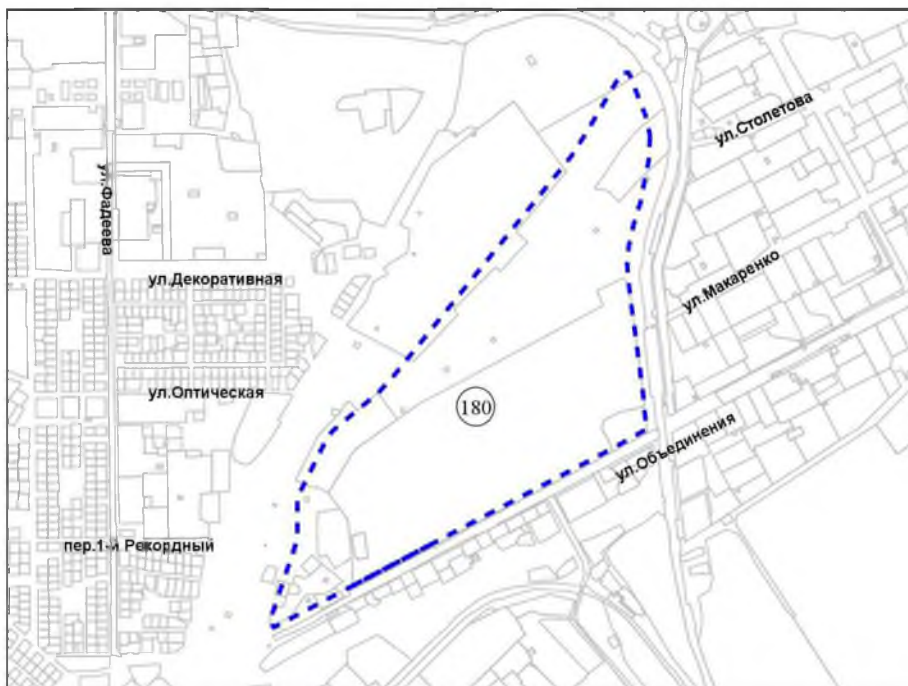 ул.Столетова
ул.Фадеева
ул.Макаренко
ул.Декоративная
ул.Оптическая
180
ул.Объединения
пер.1-й Рекордный